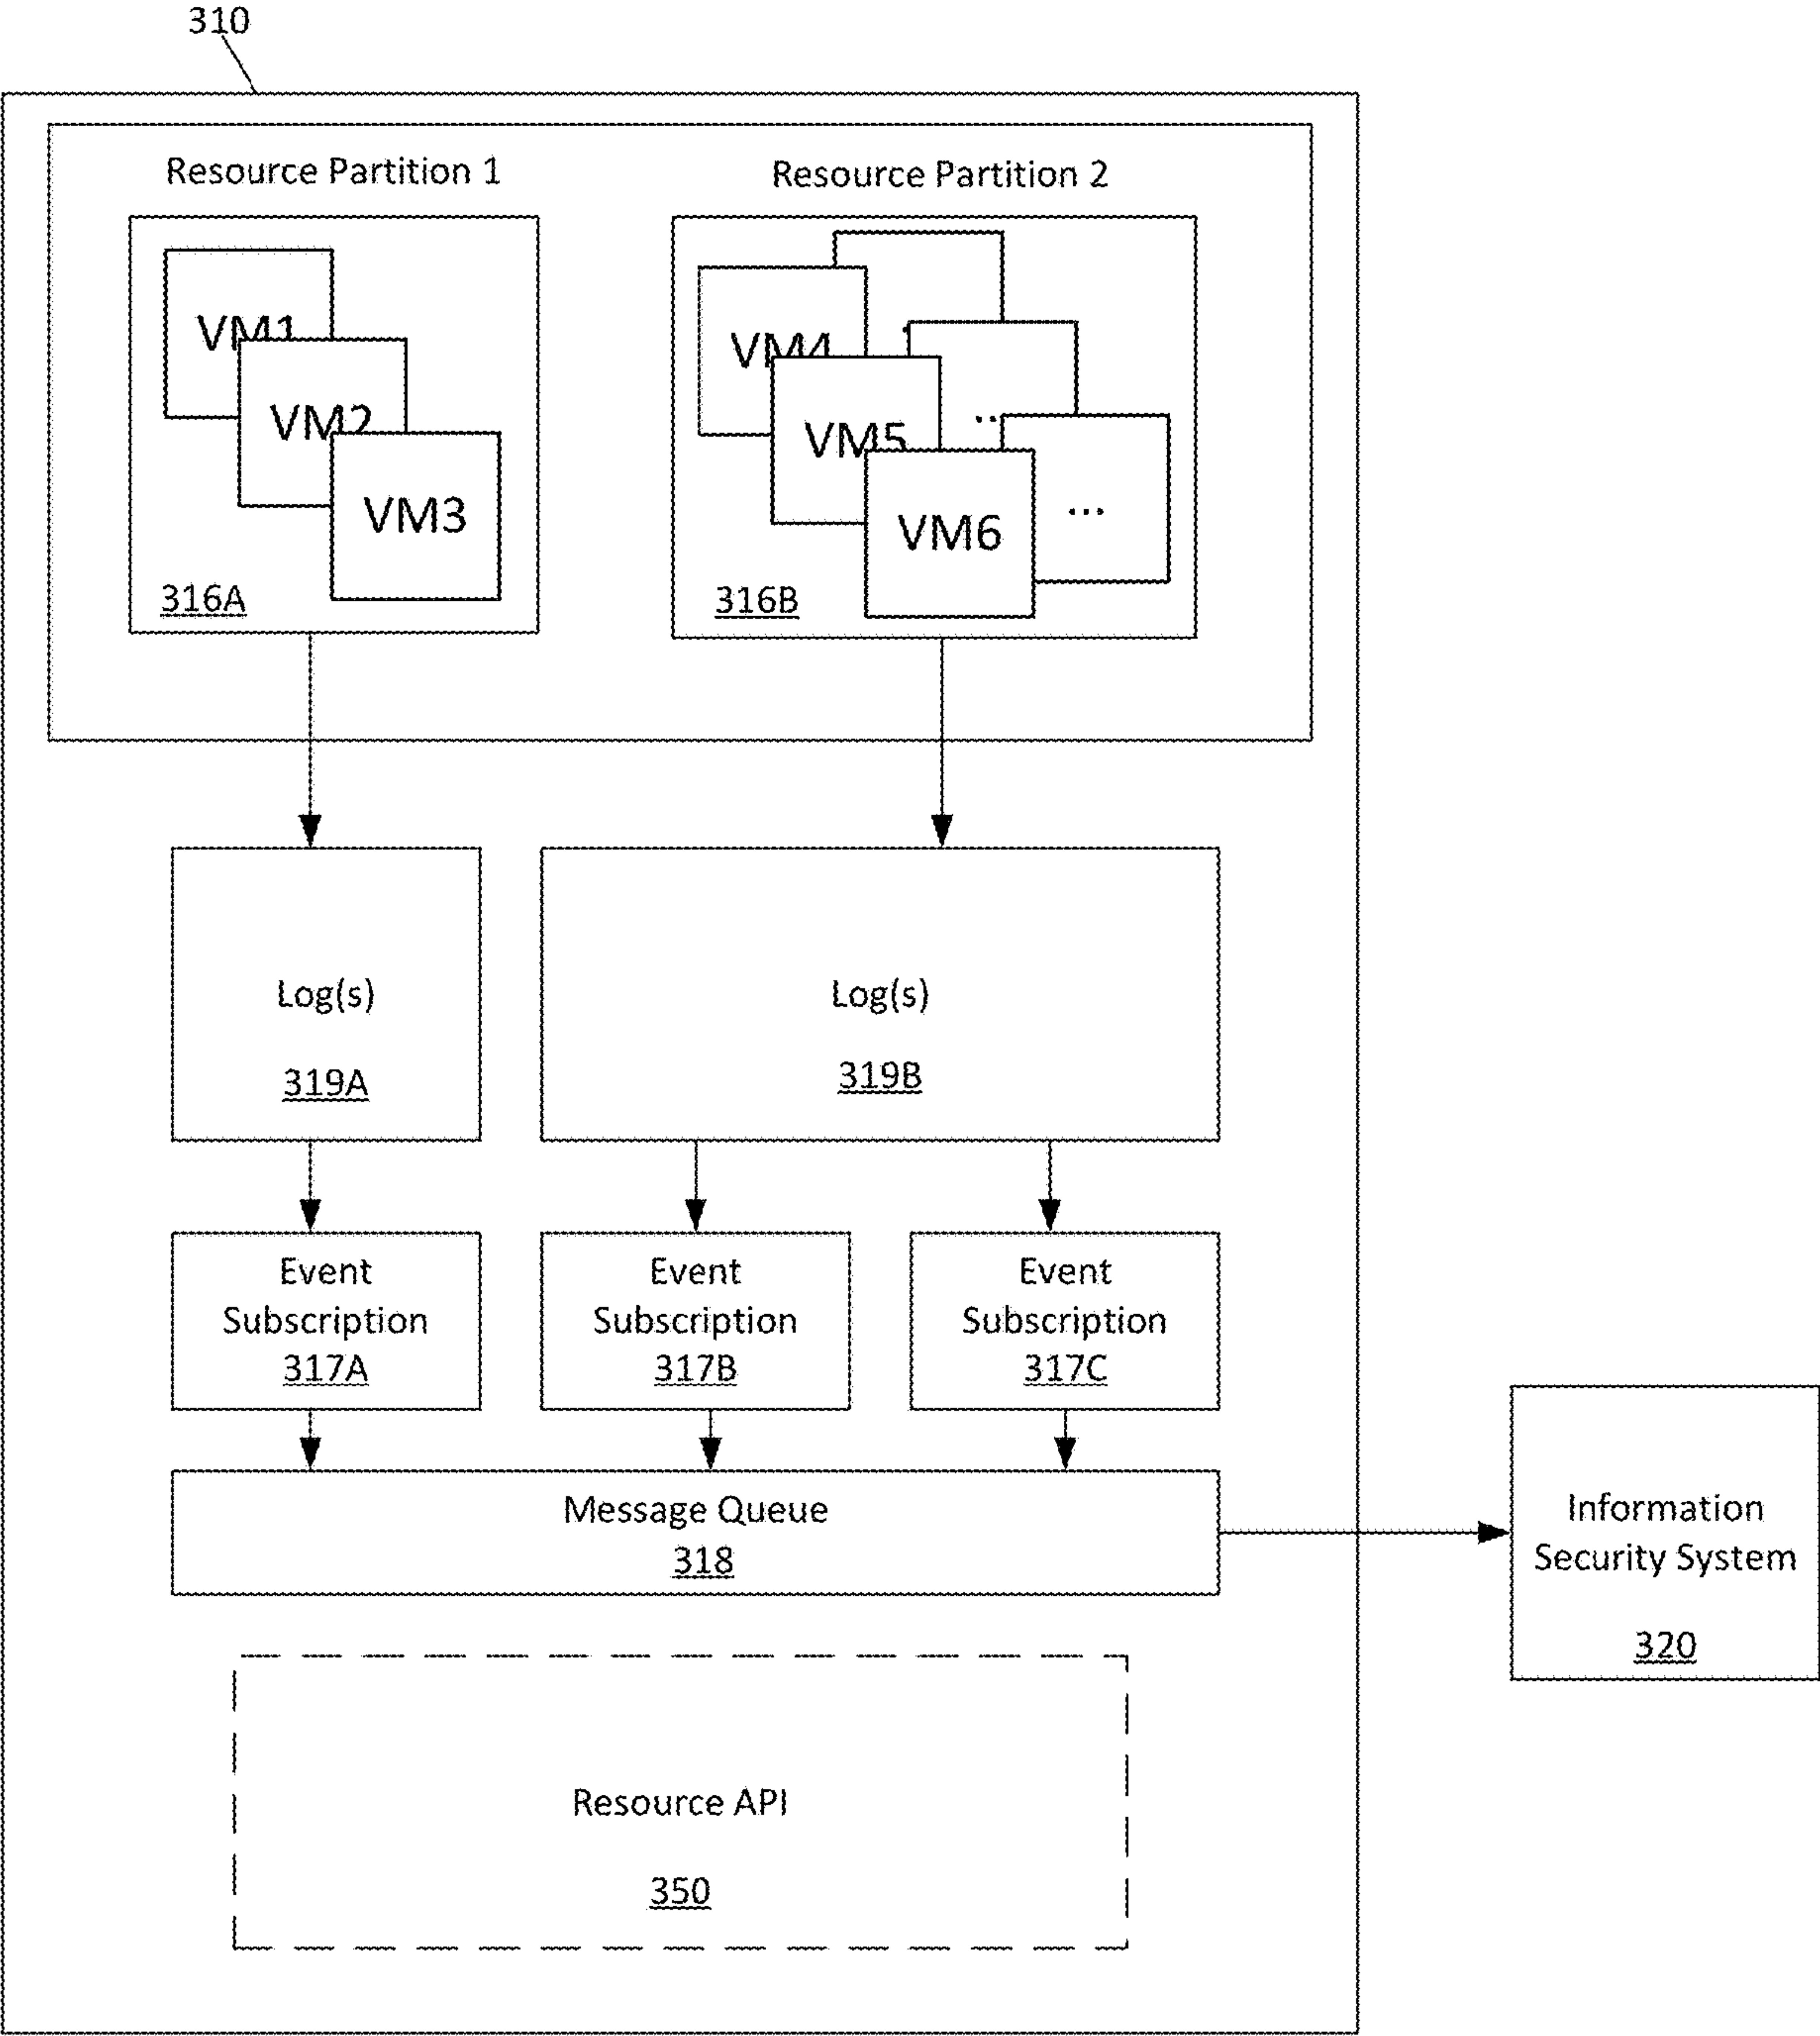 310
Resource Partition 1
Resource Partition 2
VM1
VM2
VM3
316A
VM4
VM5
VM6
...
...
316B
Log(s)
319A
Log(s)
319B
Event
Subscription
317A
Event
Subscription
317B
Event
Subscription
317C
Message Queue
318
Information
Security System
320
Resource API
350